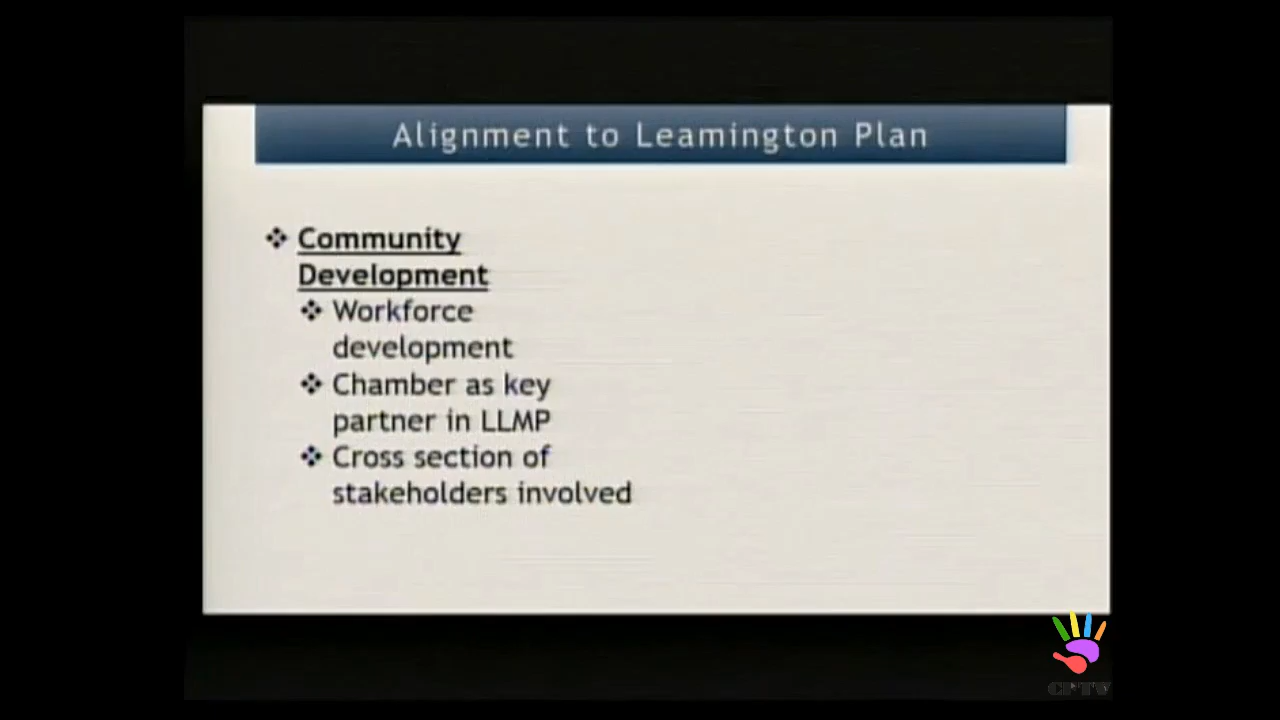 Alignment to Leamington Plan
❖ Community
Development
❖ Workforce
development
❖ Chamber as key
partner in LLMP
❖ Cross section of
stakeholders involved
CPTV